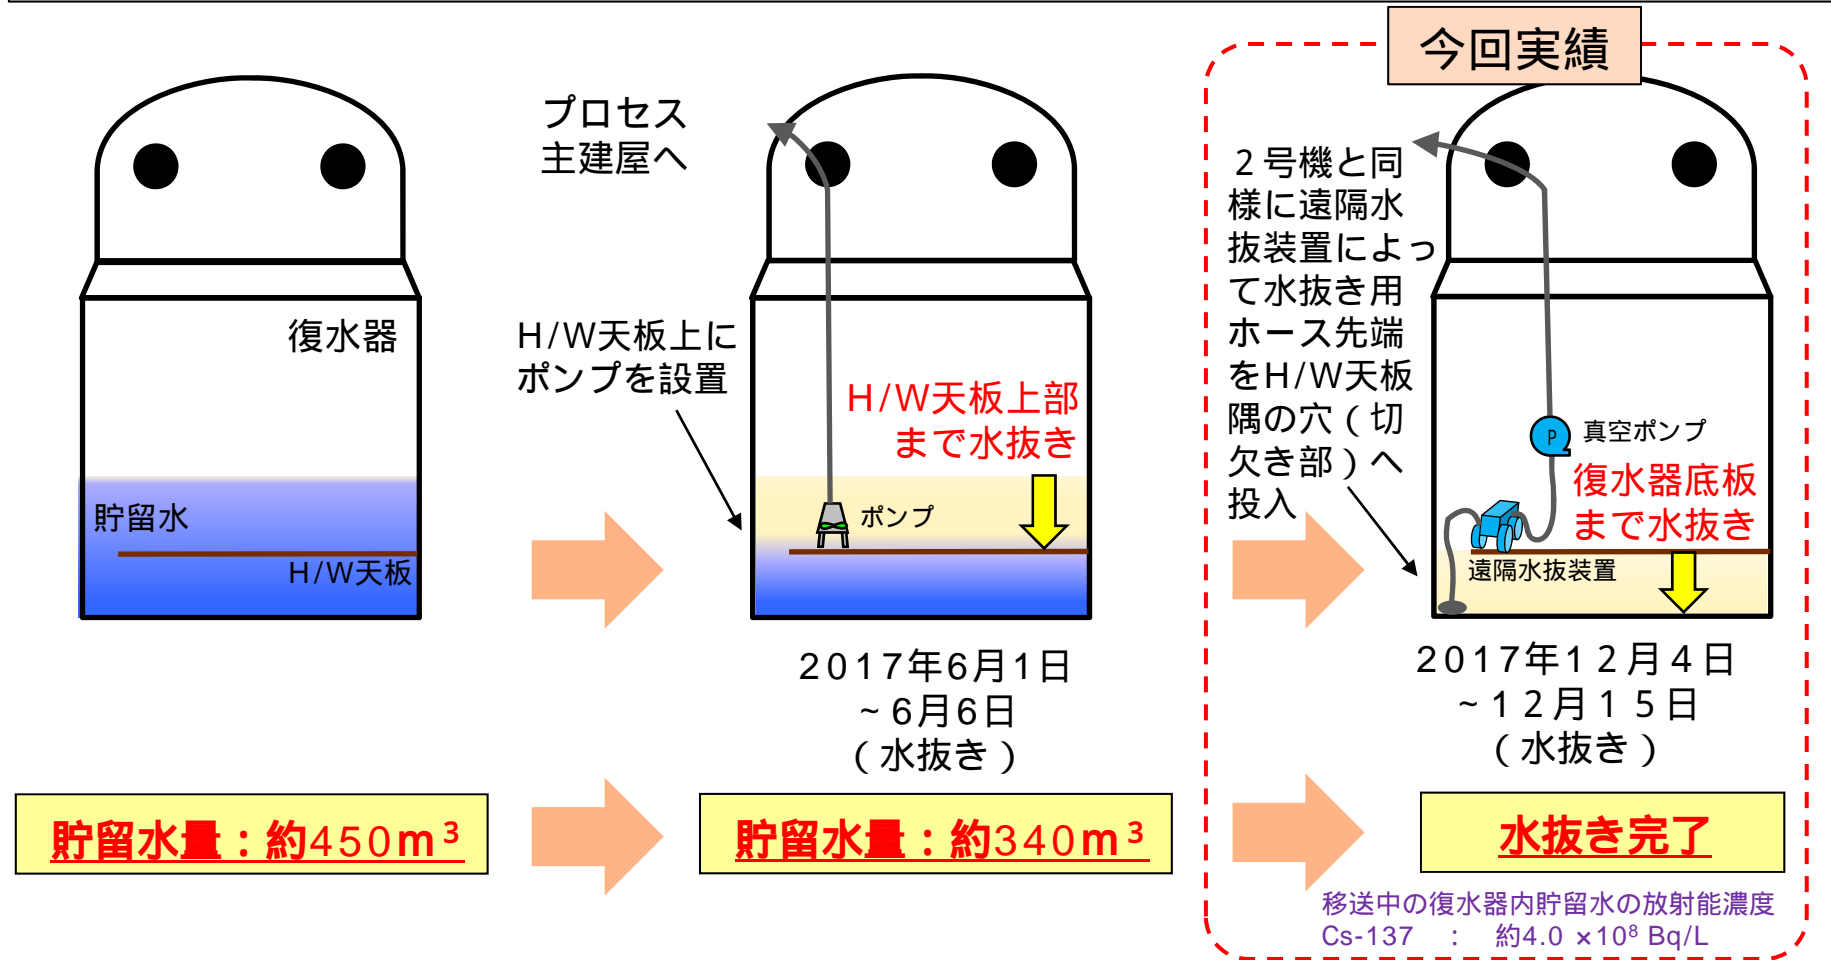 今回実績
プロセス
主建屋へ
２号機と同
様に遠隔水
抜装置によっ
て水抜き用
ホース先端
をH/W天板
隅の穴（切
欠き部）へ
投入
復水器
H/W天板上に
ポンプを設置
H/W天板上部
まで水抜き
P
真空ポンプ
復水器底板
まで水抜き
貯留水
ポンプ
H/W天板
遠隔水抜装置
2017年6月1日
~6月6日
（水抜き）
2017年1２月４日
~１２月１５日
（水抜き）
貯留水量：約450m³
貯留水量：約340m³
水抜き完了
移送中の復水器内貯留水の放射能濃度
Cs-137 ： 約4.0 ×10⁸ Bq/L